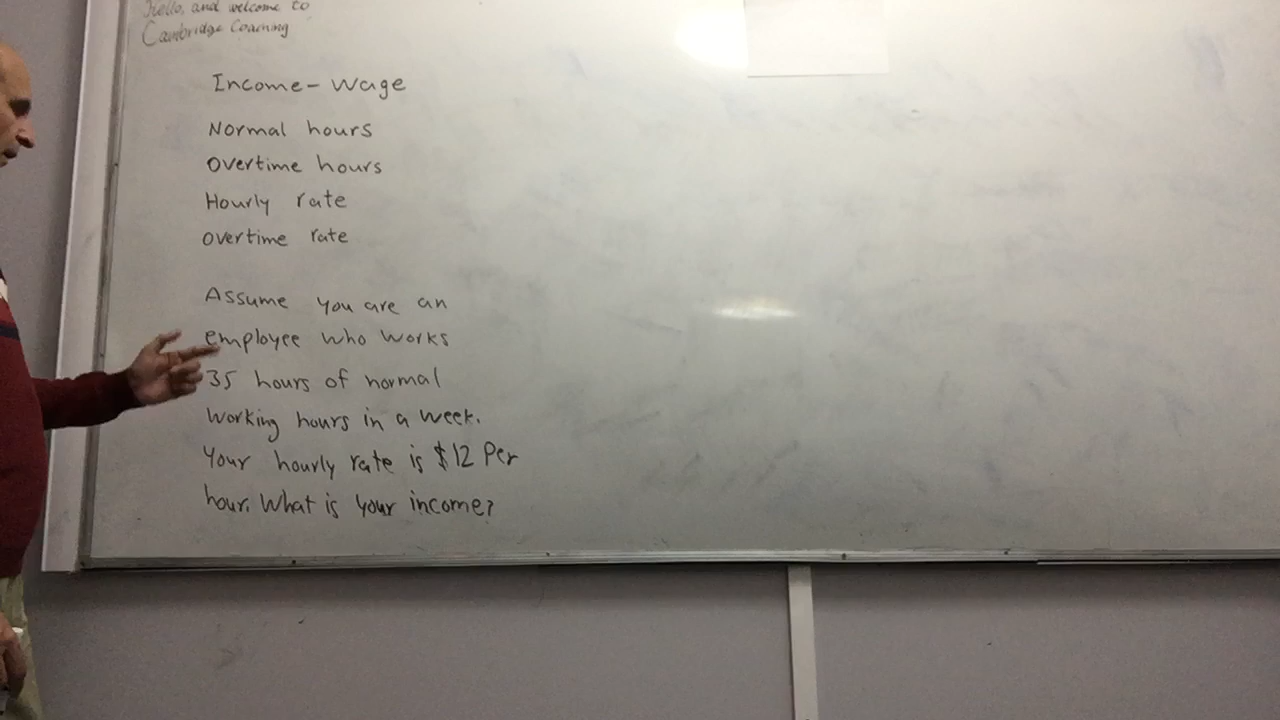 Hello, and welcome to
Cambridge Coaching
Income - Wage
Normal hours
Overtime hours
Hourly rate
overtime rate
Assume you are an
employee who works
35 hours of normal
working hours in a week.
Your hourly rate is $12 Per
hour. What is your income?